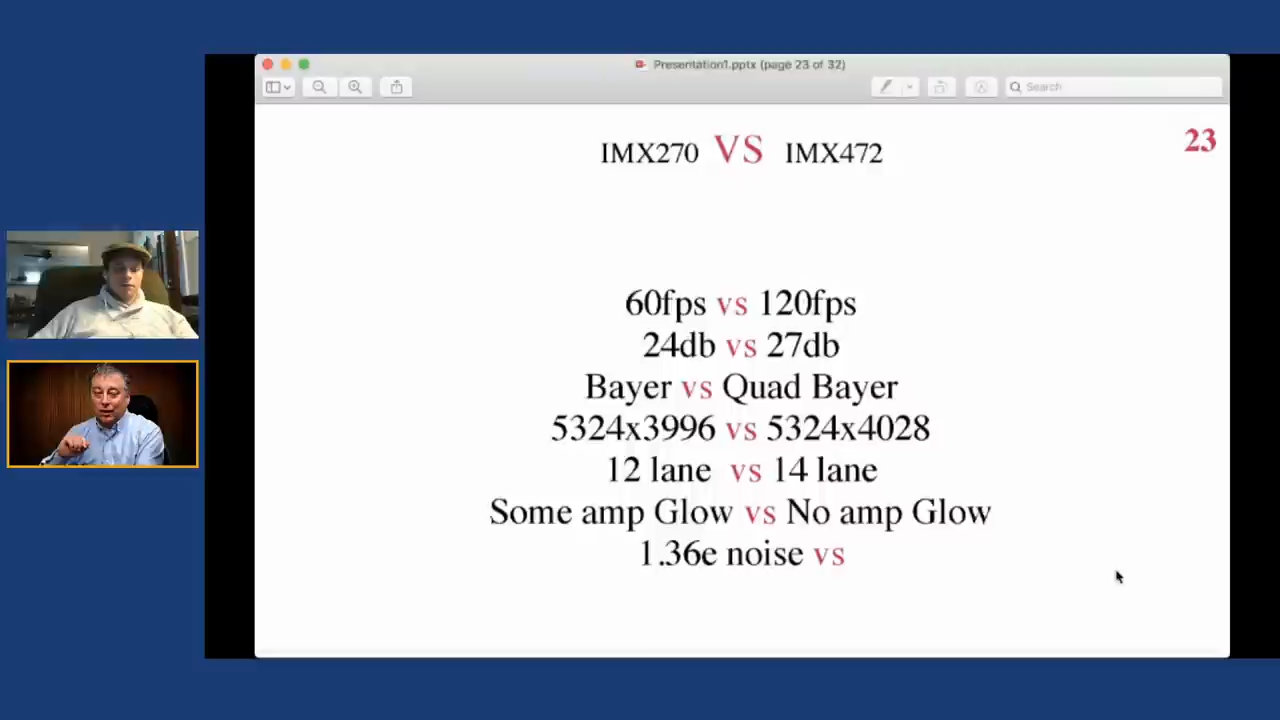 Presentation1.pptx (page 23 of 32)
Search
IMX270 VS IMX472
23
60fps vs 120fps
24db vs 27db
Bayer vs Quad Bayer
5324x3996 vs 5324x4028
12 lane vs 14 lane
Some amp Glow vs No amp Glow
1.36e noise vs